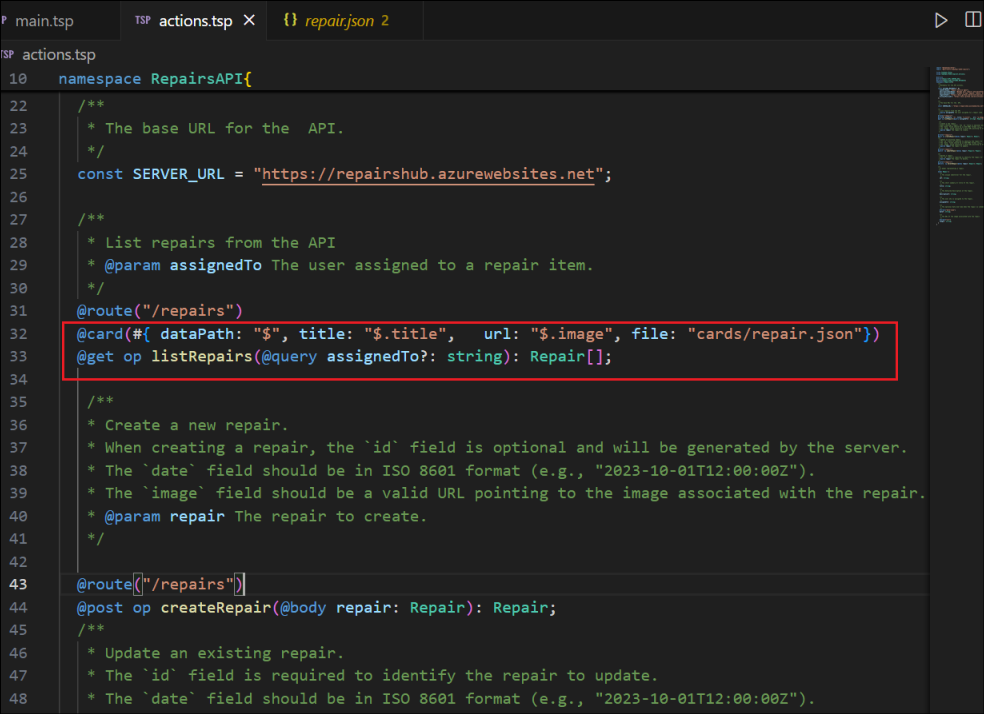 main.tsp TSP actions.tsp × {} repair.json 2
TSP actions.tsp
10 namespace RepairsAPI{
22 /**
23 * The base URL for the  API.
24 */
25 const SERVER_URL = "https://repairshub.azurewebsites.net";
26
27 /**
28 * List repairs from the API
29 * @param assignedTo The user assigned to a repair item.
30 */
31 @route("/repairs")
32 @card(#{ dataPath: "$", title: "$.title",   url: "$.image", file: "cards/repair.json"})
33 @get op listRepairs(@query assignedTo?: string): Repair[];
34
35 /**
36 * Create a new repair.
37 * When creating a repair, the `id` field is optional and will be generated by the server.
38 * The `date` field should be in ISO 8601 format (e.g., "2023-10-01T12:00:00Z").
39 * The `image` field should be a valid URL pointing to the image associated with the repair.
40 * @param repair The repair to create.
41 */
42
43 @route("/repairs")
44 @post op createRepair(@body repair: Repair): Repair;
45 /**
46 * Update an existing repair.
47 * The `id` field is required to identify the repair to update.
48 * The `date` field should be in ISO 8601 format (e.g., "2023-10-01T12:00:00Z").